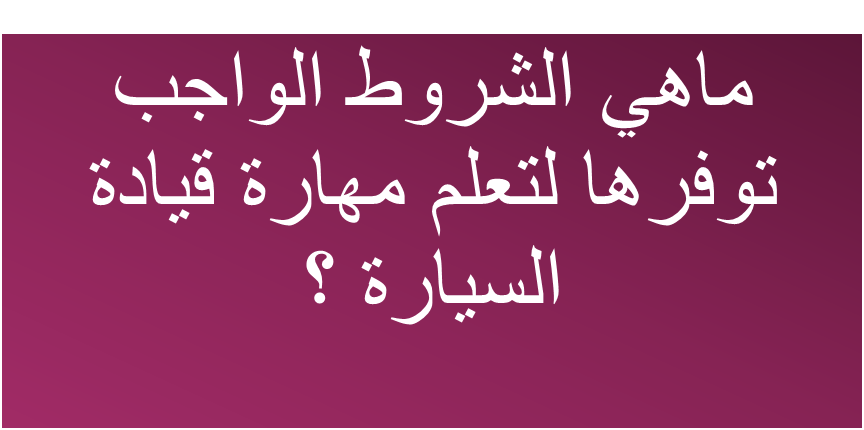 ماهي الشروط الواجب
توفرها لتعلم مهارة قيادة
السيارة ؟